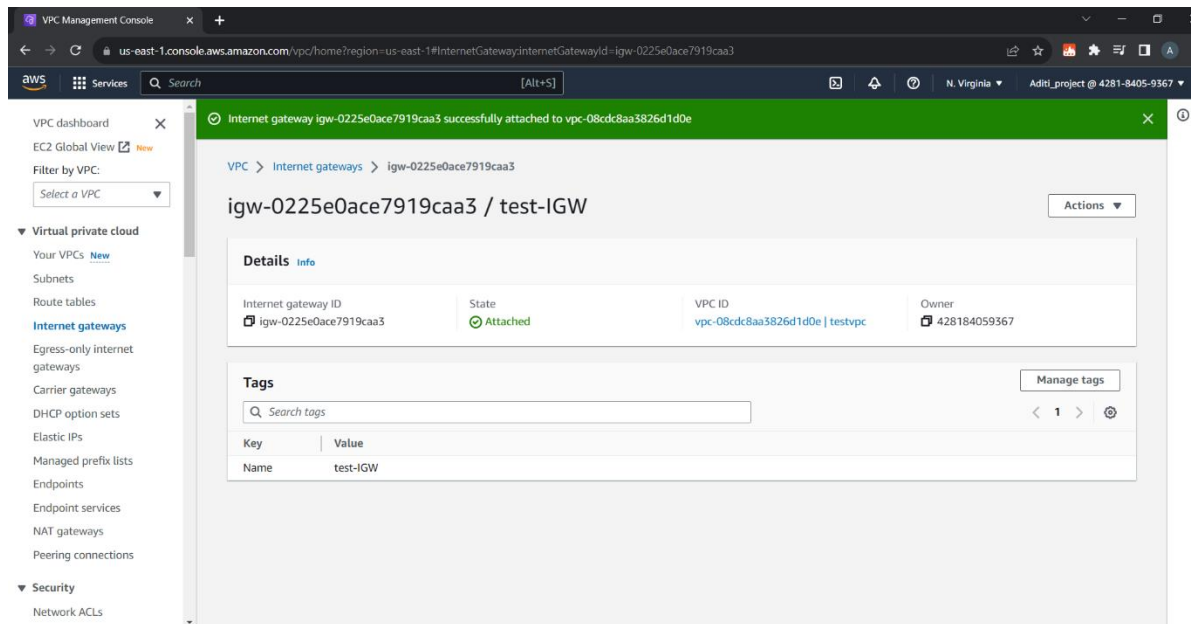 VPC Management Console
us-east-1.console.aws.amazon.com/vpc/home?region=us-east-1#InternetGateway:internetGatewayId=igw-0225e0ace7919caa3
A
aws
Services
Search
[Alt+S]
N. Virginia
Aditi_project @ 4281-8405-9367
VPC dashboard
EC2 Global View New
Filter by VPC:
Select a VPC
Virtual private cloud
Your VPCs New
Subnets
Route tables
Internet gateways
Egress-only internet
gateways
Carrier gateways
DHCP option sets
Elastic IPs
Managed prefix lists
Endpoints
Endpoint services
NAT gateways
Peering connections
Security
Network ACLs
Internet gateway igw-0225e0ace7919caa3 successfully attached to vpc-08cdc8aa3826d1d0e
VPC > Internet gateways > igw-0225e0ace7919caa3
igw-0225e0ace7919caa3 / test-IGW
Actions
Details Info
Internet gateway ID
igw-0225e0ace7919caa3
State
Attached
VPC ID
vpc-08cdc8aa3826d1d0e | testvpc
Owner
428184059367
Tags
Manage tags
Search tags
1
Key Value
Name test-IGW